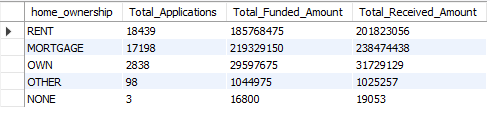 home_ownership Total_Applications Total_Funded_Amount Total_Received_Amount
RENT 18439 185768475 201823056
MORTGAGE 17198 219329150 238474438
OWN 2838 29597675 31729129
OTHER 98 1044975 1025257
NONE 3 16800 19053